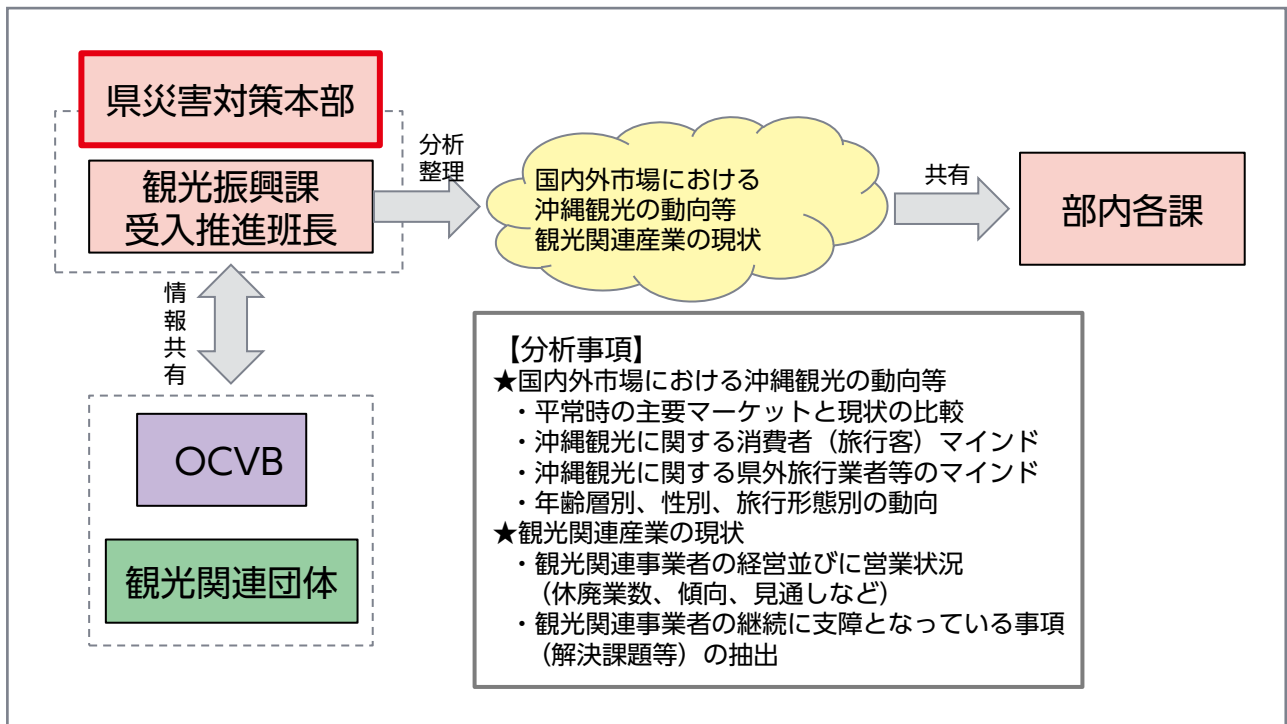 県災害対策本部
観光振興課
受入推進班長
分析
整理
国内外市場における
沖縄観光の動向等
観光関連産業の現状
共有
部内各課
情報共有
OCVB
観光関連団体
【分析事項】
★国内外市場における沖縄観光の動向等
・平常時の主要マーケットと現状の比較
・沖縄観光に関する消費者（旅行客）マインド
・沖縄観光に関する県外旅行業者等のマインド
・年齢層別、性別、旅行形態別の動向
★観光関連産業の現状
・観光関連事業者の経営並びに営業状況
（休廃業数、傾向、見通しなど）
・観光関連事業者の継続に支障となっている事項
（解決課題等）の抽出